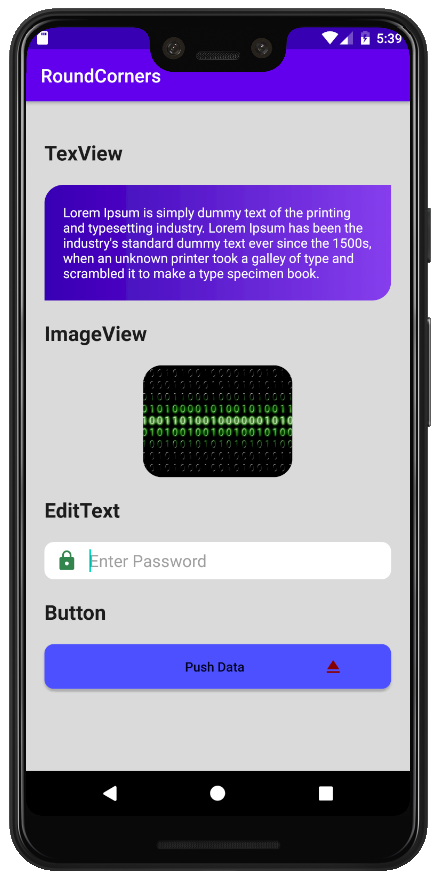 5:39
RoundCorners
TexView
Lorem Ipsum is simply dummy text of the printing
and typesetting industry. Lorem Ipsum has been the
industry's standard dummy text ever since the 1500s,
when an unknown printer took a galley of type and
scrambled it to make a type specimen book.
ImageView
EditText
Enter Password
Button
Push Data